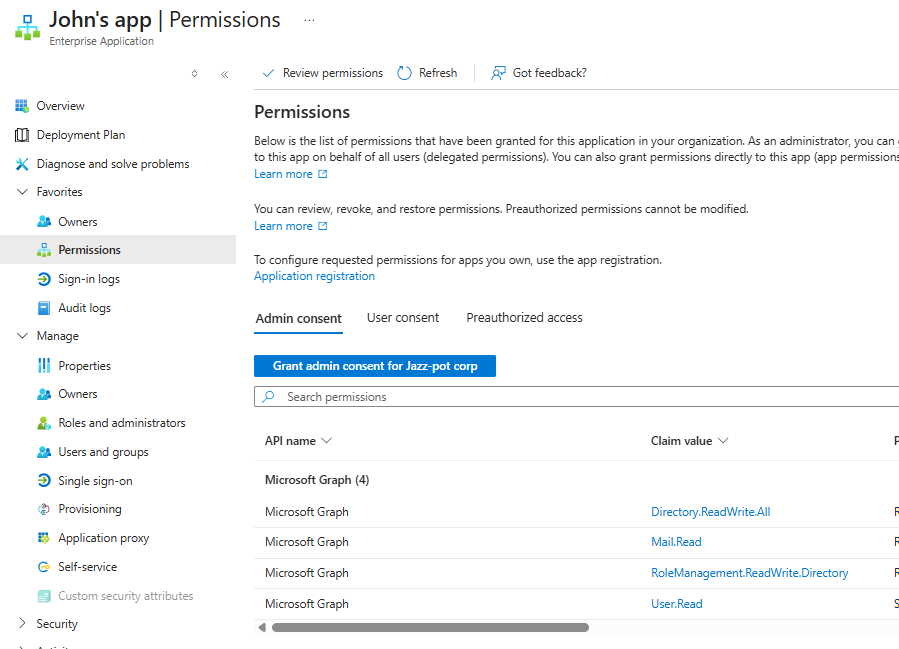 John's app | Permissions ...
Enterprise Application
Review permissions Refresh Got feedback?
Overview
Deployment Plan
Diagnose and solve problems
Favorites
Owners
Permissions
Sign-in logs
Audit logs
Manage
Properties
Owners
Roles and administrators
Users and groups
Single sign-on
Provisioning
Application proxy
Self-service
Custom security attributes
Security
Permissions
Below is the list of permissions that have been granted for this application in your organization. As an administrator, you can
to this app on behalf of all users (delegated permissions). You can also grant permissions directly to this app (app permissions
Learn more
You can review, revoke, and restore permissions. Preauthorized permissions cannot be modified.
Learn more
To configure requested permissions for apps you own, use the app registration.
Application registration
Admin consent User consent Preauthorized access
Grant admin consent for Jazz-pot corp
Search permissions
API name Claim value
Microsoft Graph (4)
Microsoft Graph Directory.ReadWrite.All
Microsoft Graph Mail.Read
Microsoft Graph RoleManagement.ReadWrite.Directory
Microsoft Graph User.Read